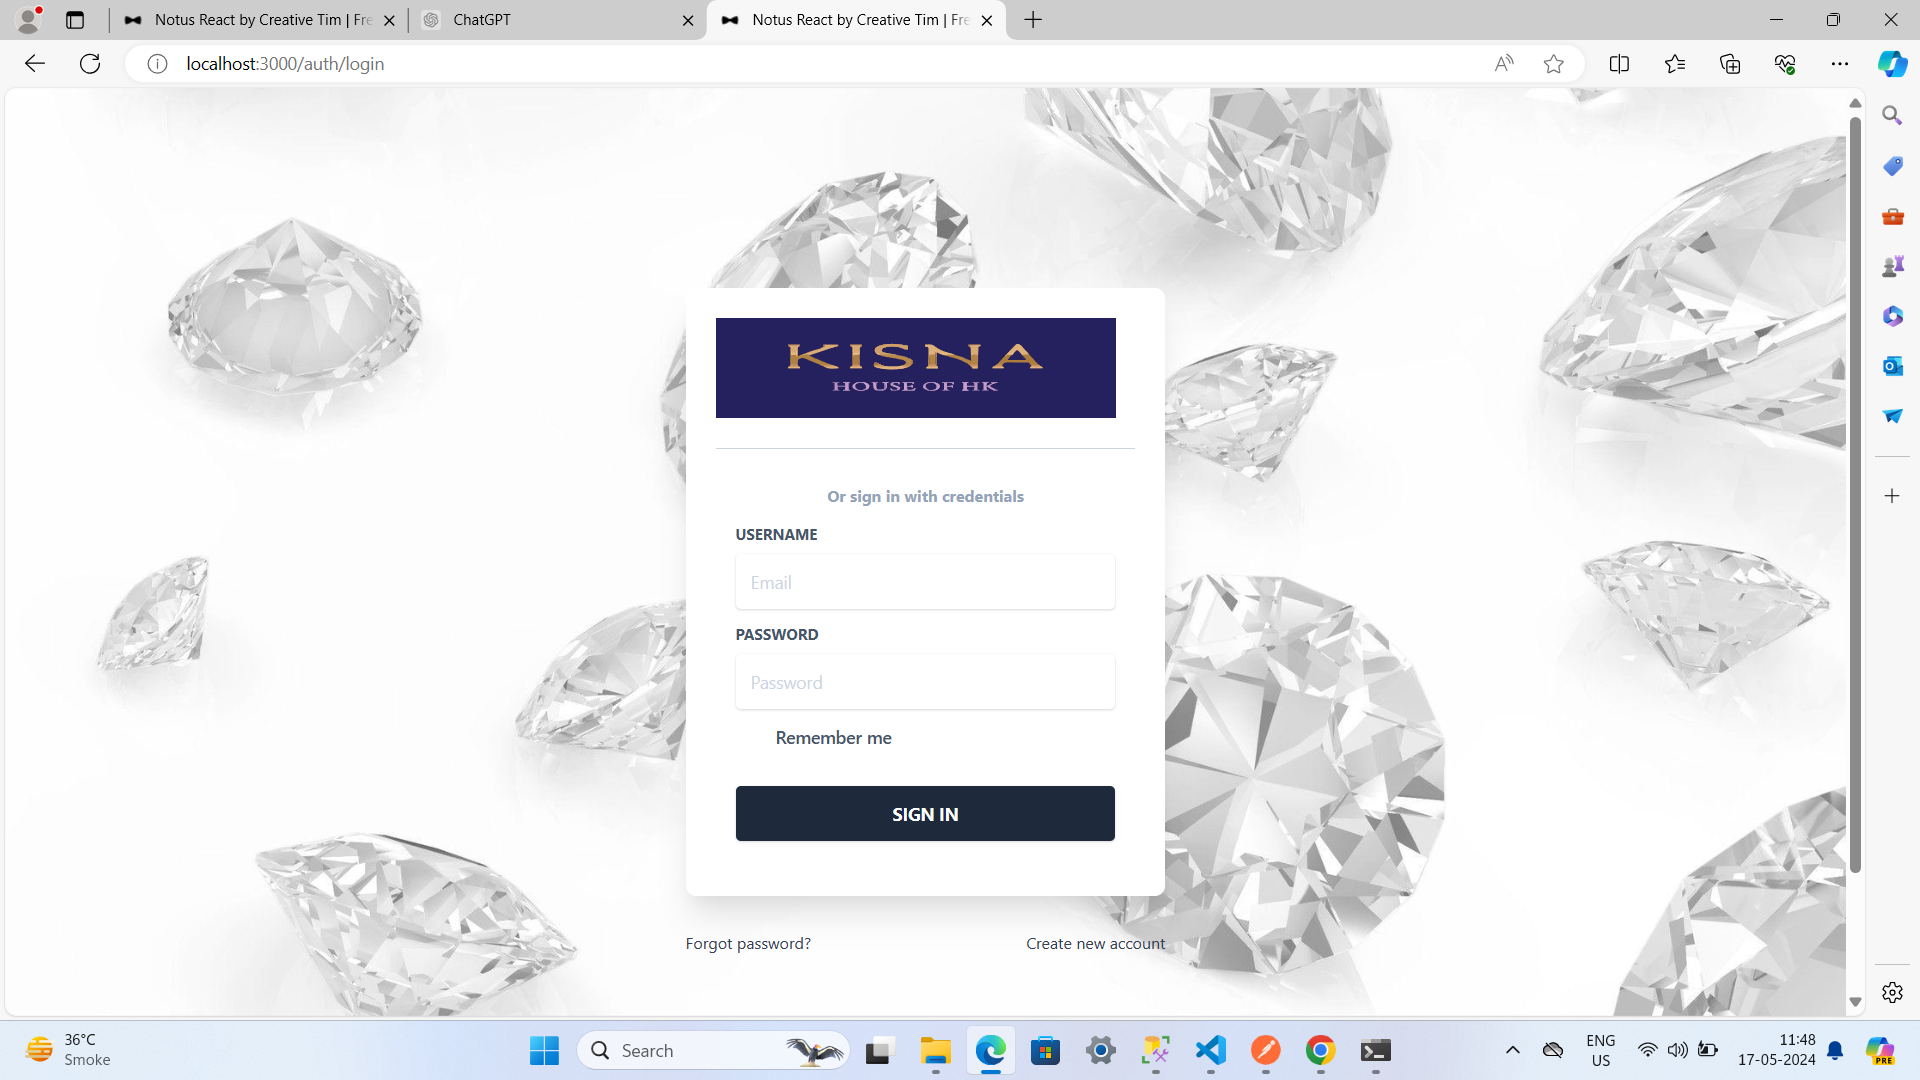 Notus React by Creative Tim | Fre
ChatGPT
Notus React by Creative Tim | Fre
localhost:3000/auth/login
KISNA
HOUSE OF HK
Or sign in with credentials
USERNAME
Email
PASSWORD
Password
Remember me
SIGN IN
Forgot password?
Create new account
36°C
Smoke
Search
ENG
US
11:48
17-05-2024
PRE